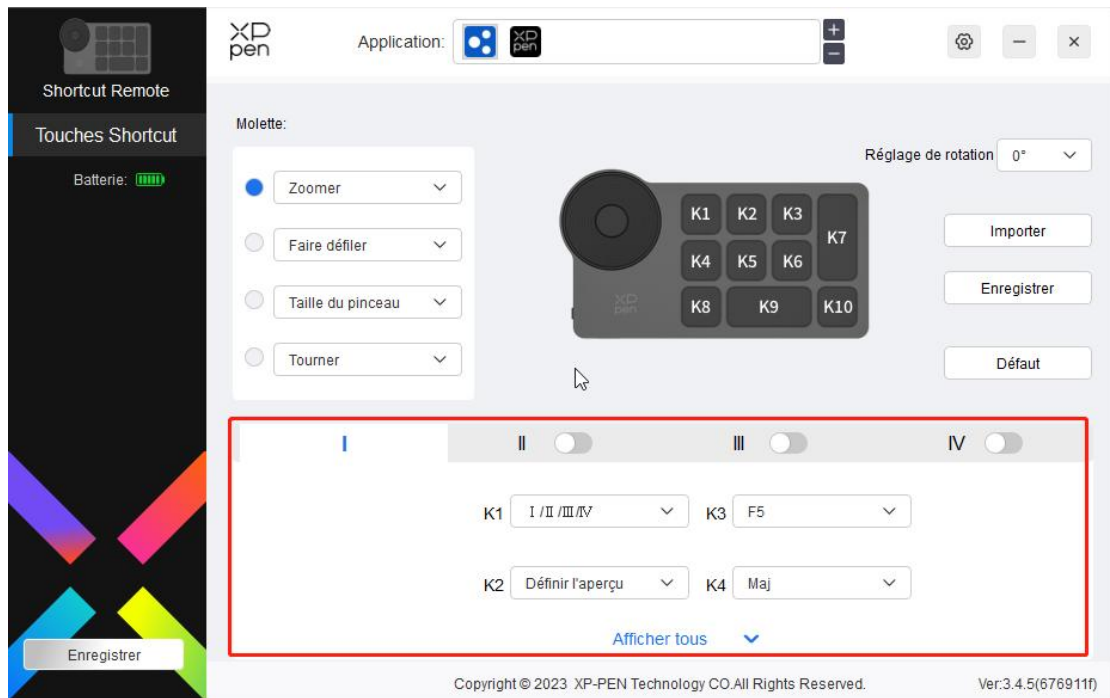 XP
pen
Application:
XP
pen
+
−
Shortcut Remote
Touches Shortcut
Batterie:
Molette:
Réglage de rotation 0°
Zoomer
Faire défiler
Taille du pinceau
Tourner
K1 K2 K3
K7
K4 K5 K6
K8 K9 K10
XP
pen
Importer
Enregistrer
Défaut
I II III IV
K1 Ⅰ/Ⅱ/Ⅲ/Ⅳ K3 F5
K2 Définir l'aperçu K4 Maj
Afficher tous
Enregistrer
Copyright © 2023 XP-PEN Technology CO.All Rights Reserved. Ver:3.4.5(676911f)